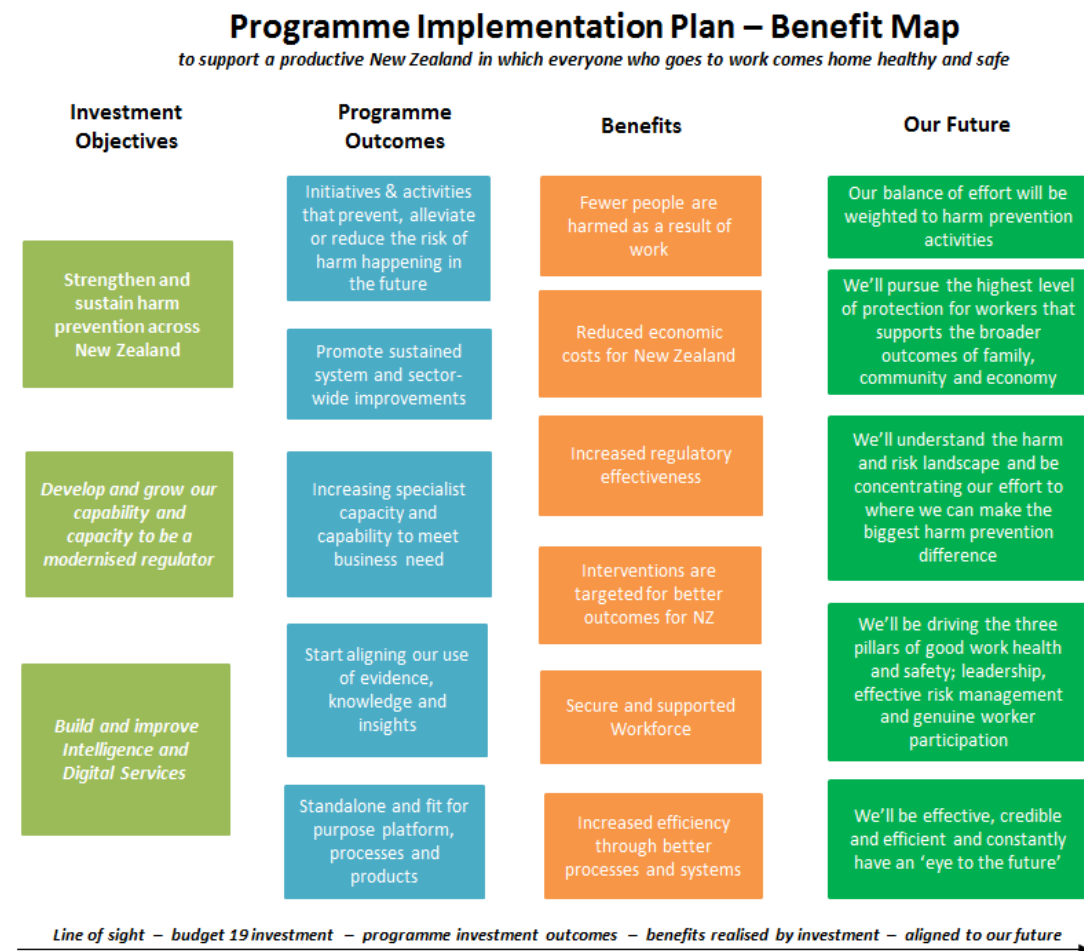 Programme Implementation Plan – Benefit Map
to support a productive New Zealand in which everyone who goes to work comes home healthy and safe
Investment
Objectives
Strengthen and
sustain harm
prevention across
New Zealand
Develop and grow our
capability and
capacity to be a
modernised regulator
Build and improve
Intelligence and
Digital Services
Programme
Outcomes
Initiatives & activities
that prevent, alleviate
or reduce the risk of
harm happening in
the future
Promote sustained
system and sector-
wide improvements
Increasing specialist
capacity and
capability to meet
business need
Start aligning our use
of evidence,
knowledge and
insights
Standalone and fit for
purpose platform,
processes and
products
Benefits
Fewer people are
harmed as a result of
work
Reduced economic
costs for New Zealand
Increased regulatory
effectiveness
Interventions are
targeted for better
outcomes for NZ
Secure and supported
Workforce
Increased efficiency
through better
processes and systems
Our Future
Our balance of effort will be
weighted to harm prevention
activities
We'll pursue the highest level
of protection for workers that
supports the broader
outcomes of family,
community and economy
We'll understand the harm
and risk landscape and be
concentrating our effort to
where we can make the
biggest harm prevention
difference
We'll be driving the three
pillars of good work health
and safety; leadership,
effective risk management
and genuine worker
participation
We'll be effective, credible
and efficient and constantly
have an 'eye to the future'
Line of sight – budget 19 investment – programme investment outcomes – benefits realised by investment – aligned to our future